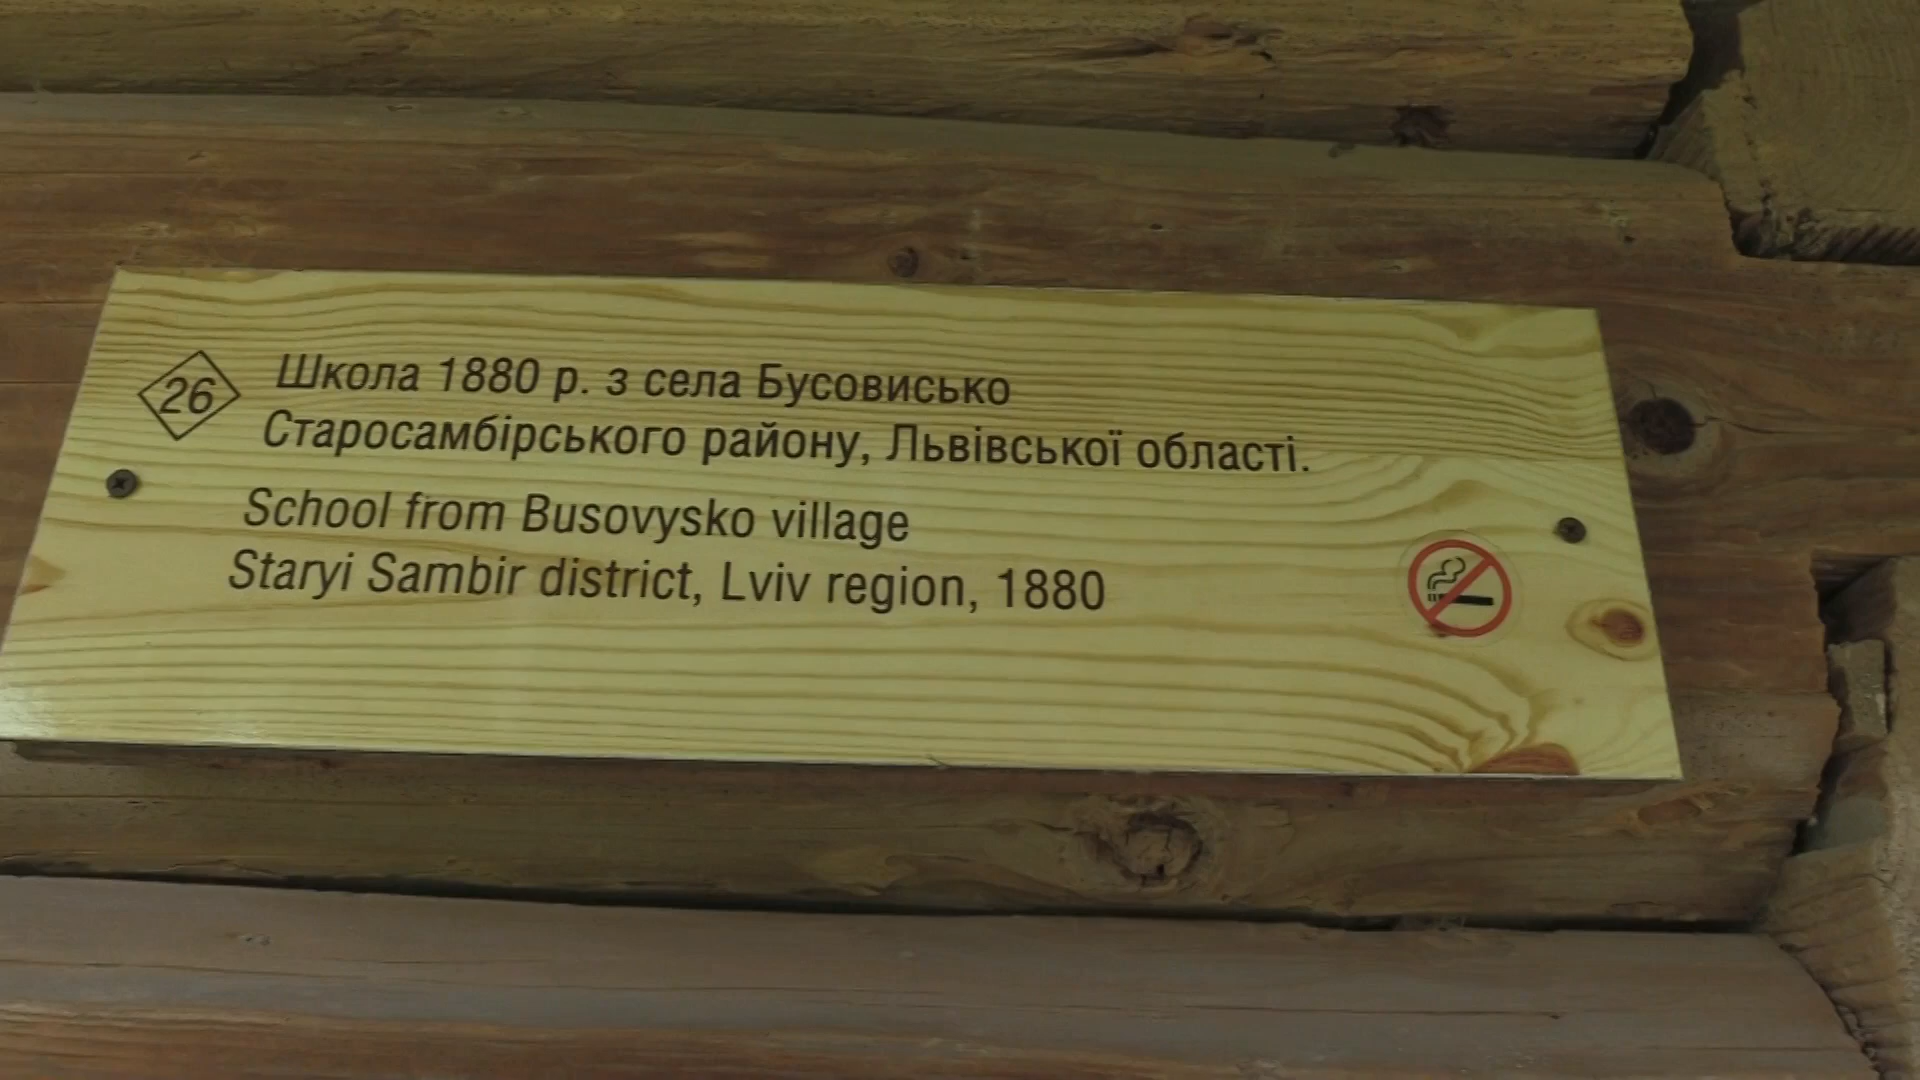 26
Школа 1880 р. з села Бусовисько
Старосамбірського району, Львівської області.
School from Busovysko village
Staryi Sambir district, Lviv region, 1880